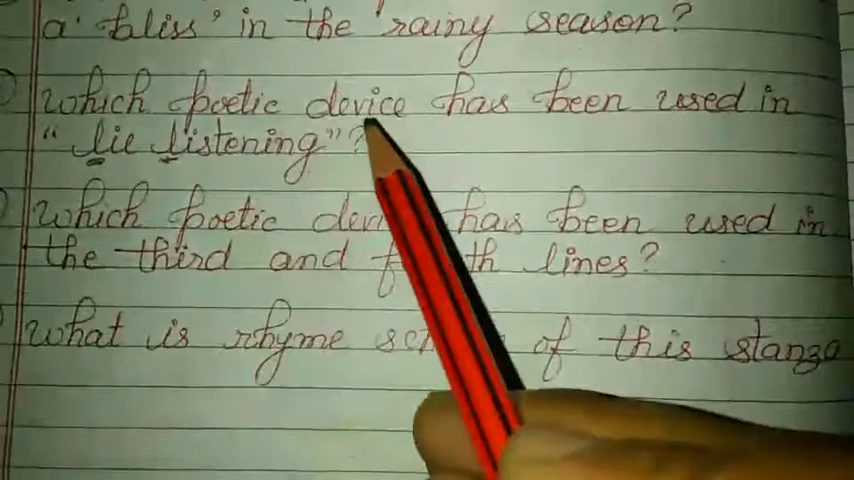 a 'bliss' in the rainy season?
which poetic device has been used in
"lie listening"?
which poetic has been used in
the third and lines?
what is rhyme of this stanza